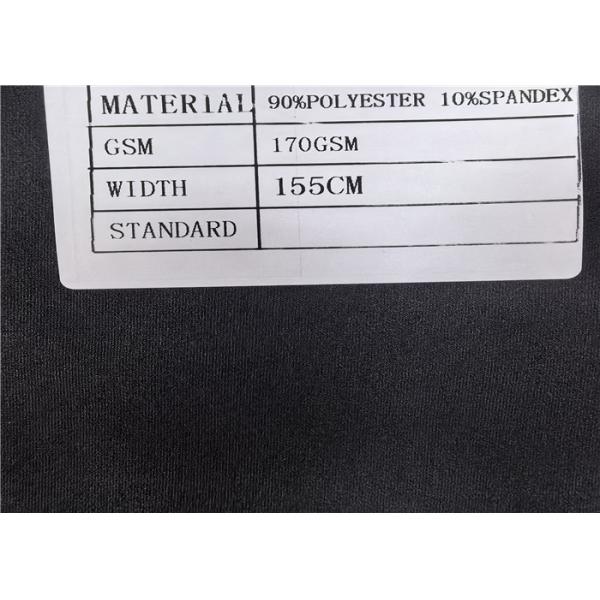 MATERIAL 90%POLYESTER 10%SPANDEX
GSM 170GSM
WIDTH 155CM
STANDARD